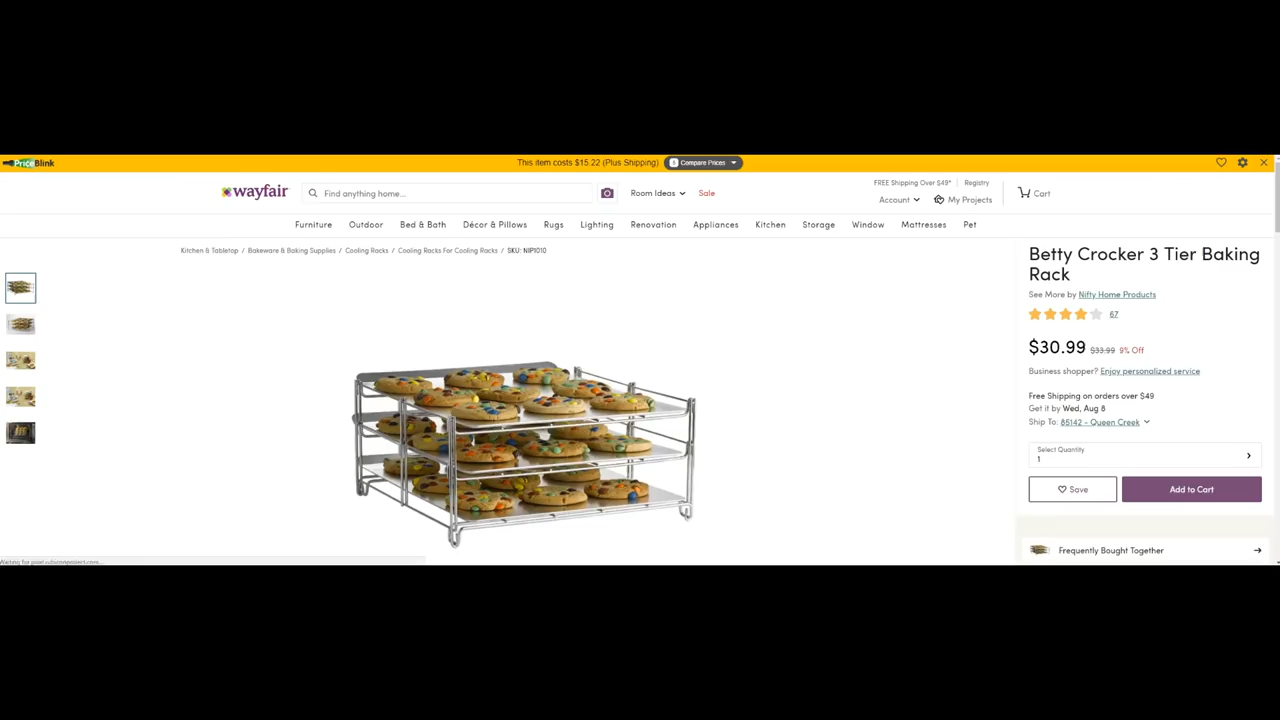 PriceBlink
This item costs $15.22 (Plus Shipping)
Compare Prices
wayfair
Find anything home...
Room Ideas
Sale
FREE Shipping Over $49*
Registry
Account
My Projects
Cart
Furniture
Outdoor
Bed & Bath
Décor & Pillows
Rugs
Lighting
Renovation
Appliances
Kitchen
Storage
Window
Mattresses
Pet
Kitchen & Tabletop / Bakeware & Baking Supplies / Cooling Racks / Cooling Racks For Cooling Racks / SKU: NIP1010
Betty Crocker 3 Tier Baking
Rack
See More by Nifty Home Products
67
$30.99 $33.99 9% Off
Business shopper? Enjoy personalized service
Free Shipping on orders over $49
Get it by Wed, Aug 8
Ship To: 85142 - Queen Creek
Select Quantity
1
Save
Add to Cart
Frequently Bought Together
Waiting for